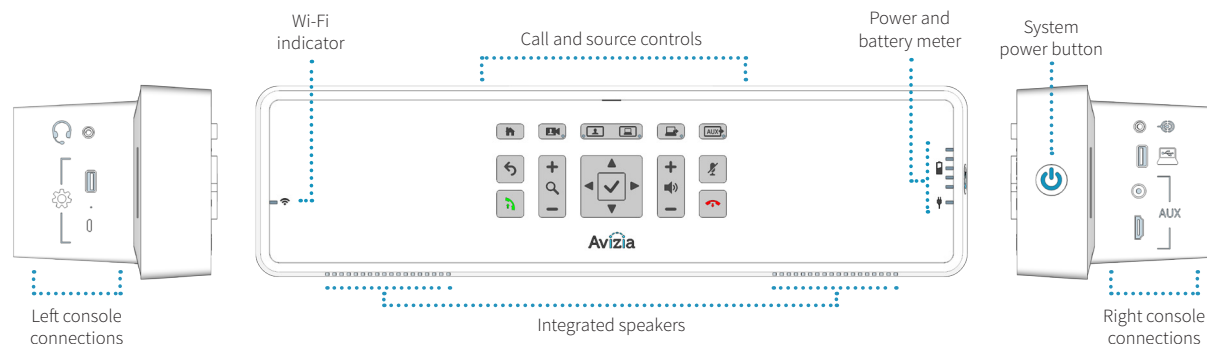 Wi-Fi
indicator
Call and source controls
Power and
battery meter
System
power button
AUX
Avizia
AUX
Left console
connections
Integrated speakers
Right console
connections